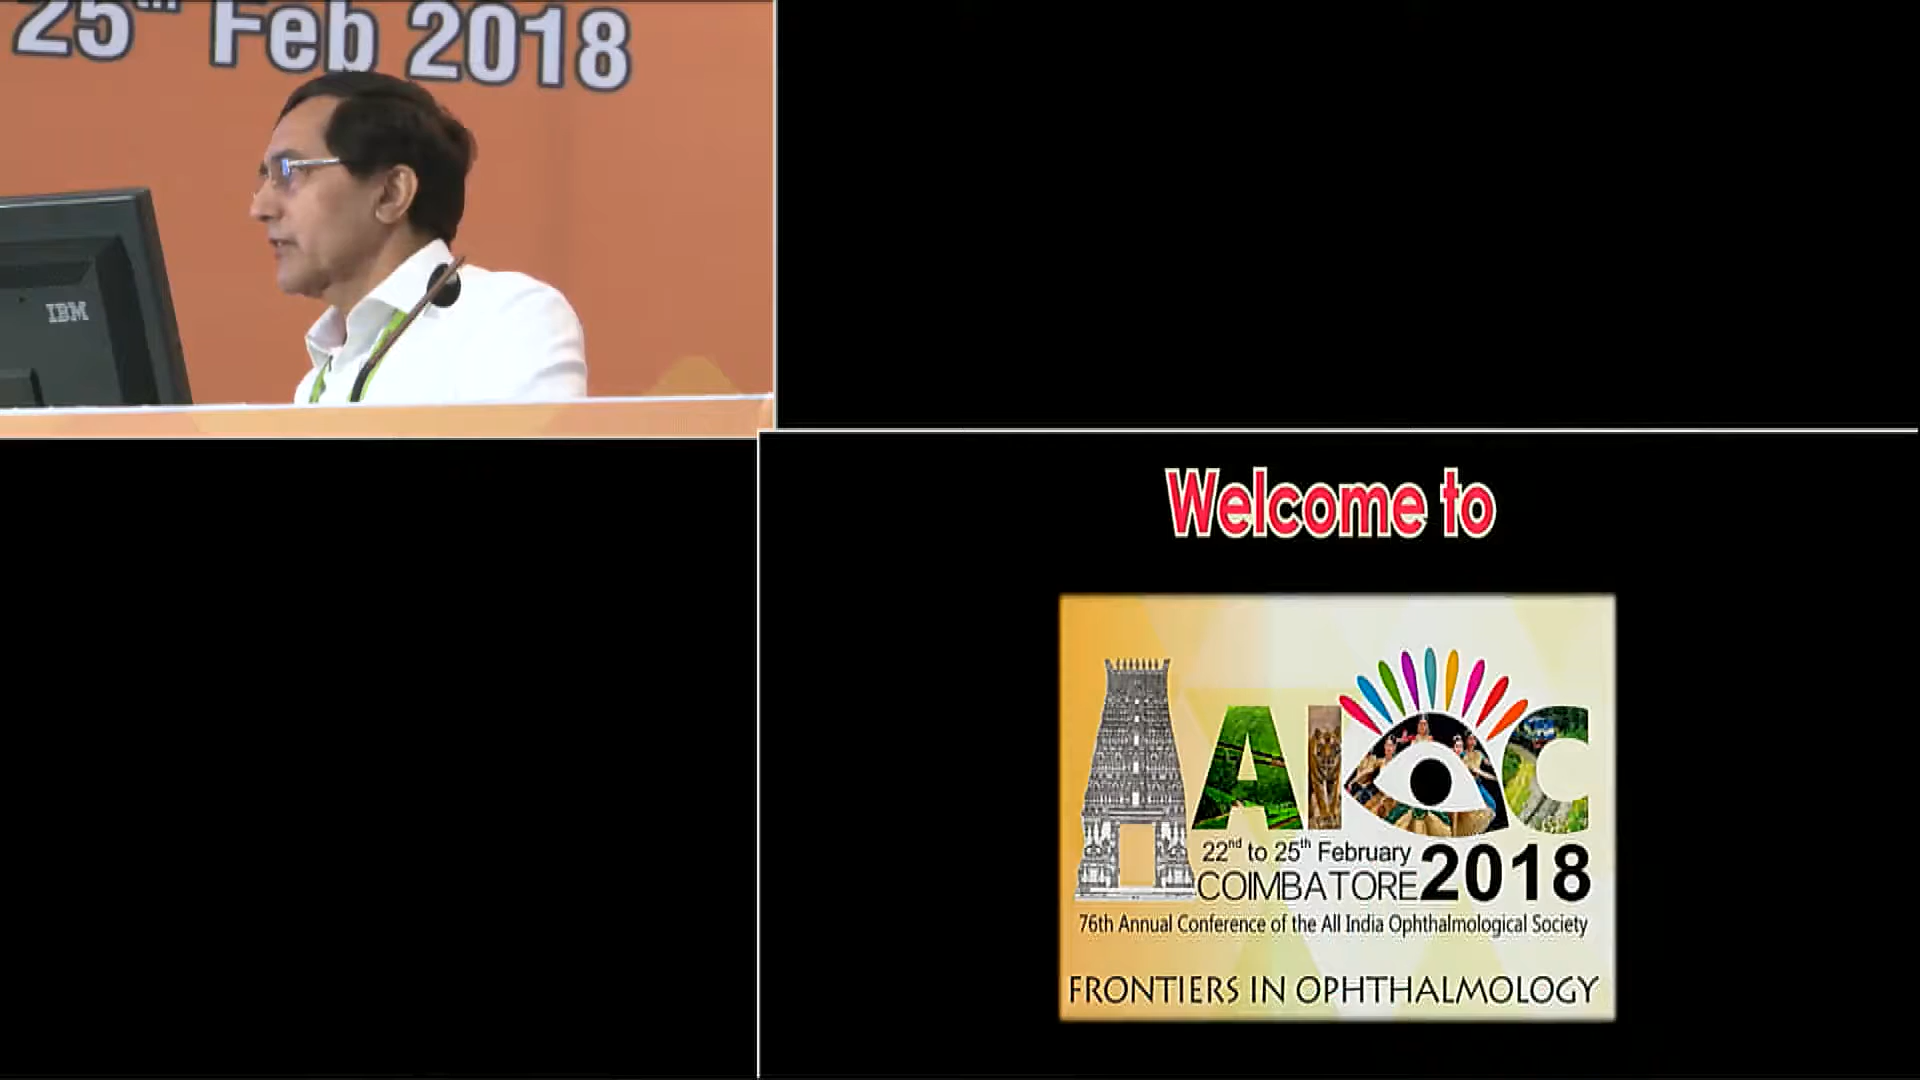 25th Feb 2018
IBM
Welcome to
AIOC
22nd to 25th February
COIMBATORE 2018
76th Annual Conference of the All India Ophthalmological Society
FRONTIERS IN OPHTHALMOLOGY